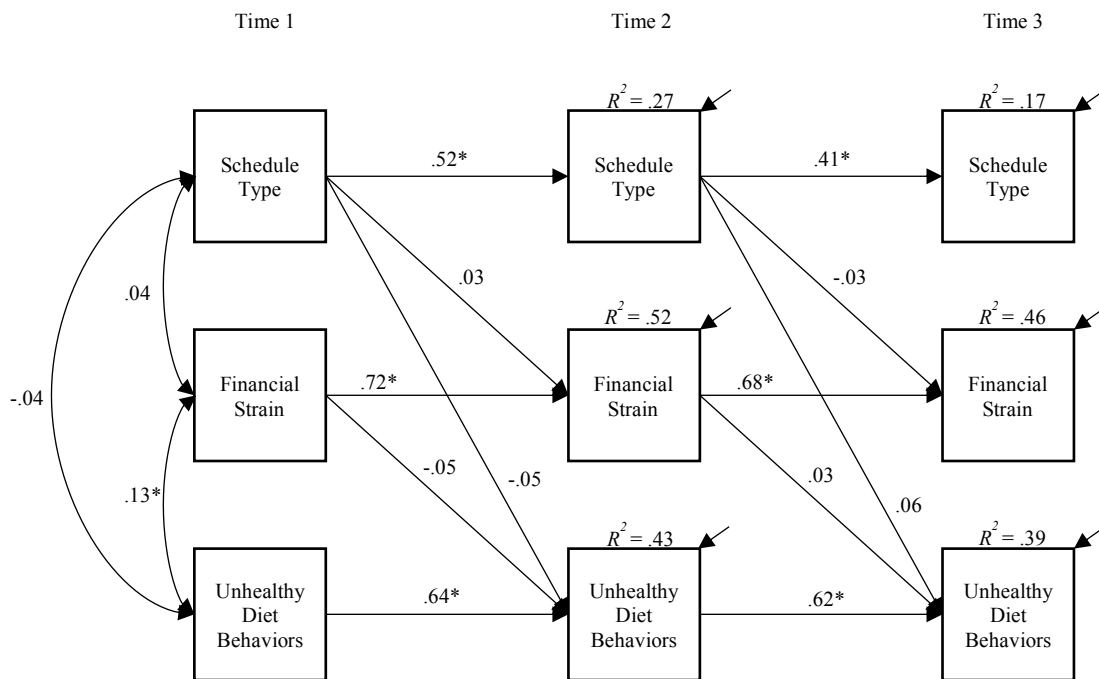 Time 1
Time 2
Time 3
R² = .27
R² = .17
Schedule
Type
.52*
Schedule
Type
.41*
Schedule
Type
.04
.03
-.03
R² = .52
R² = .46
-.04
Financial
Strain
.72*
Financial
Strain
.68*
Financial
Strain
.13*
-.05
-.05
.03
.06
R² = .43
R² = .39
Unhealthy
Diet
Behaviors
.64*
Unhealthy
Diet
Behaviors
.62*
Unhealthy
Diet
Behaviors